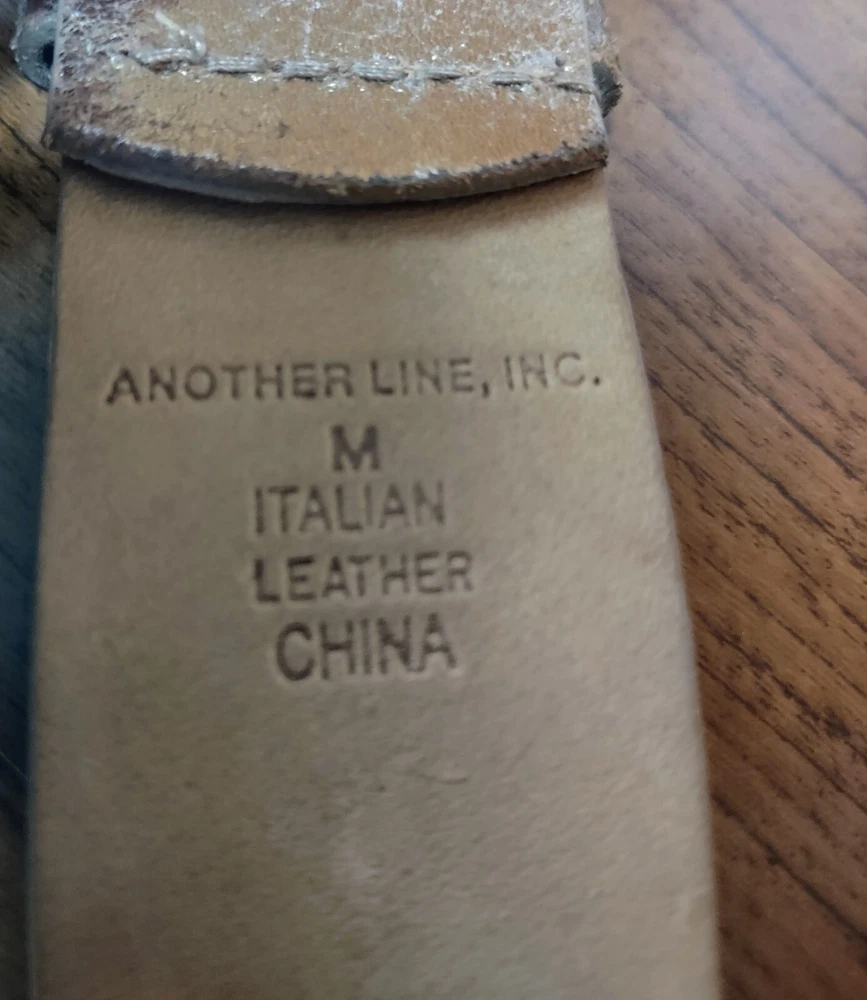 ANOTHER LINE, INC.
M
ITALIAN
LEATHER
CHINA